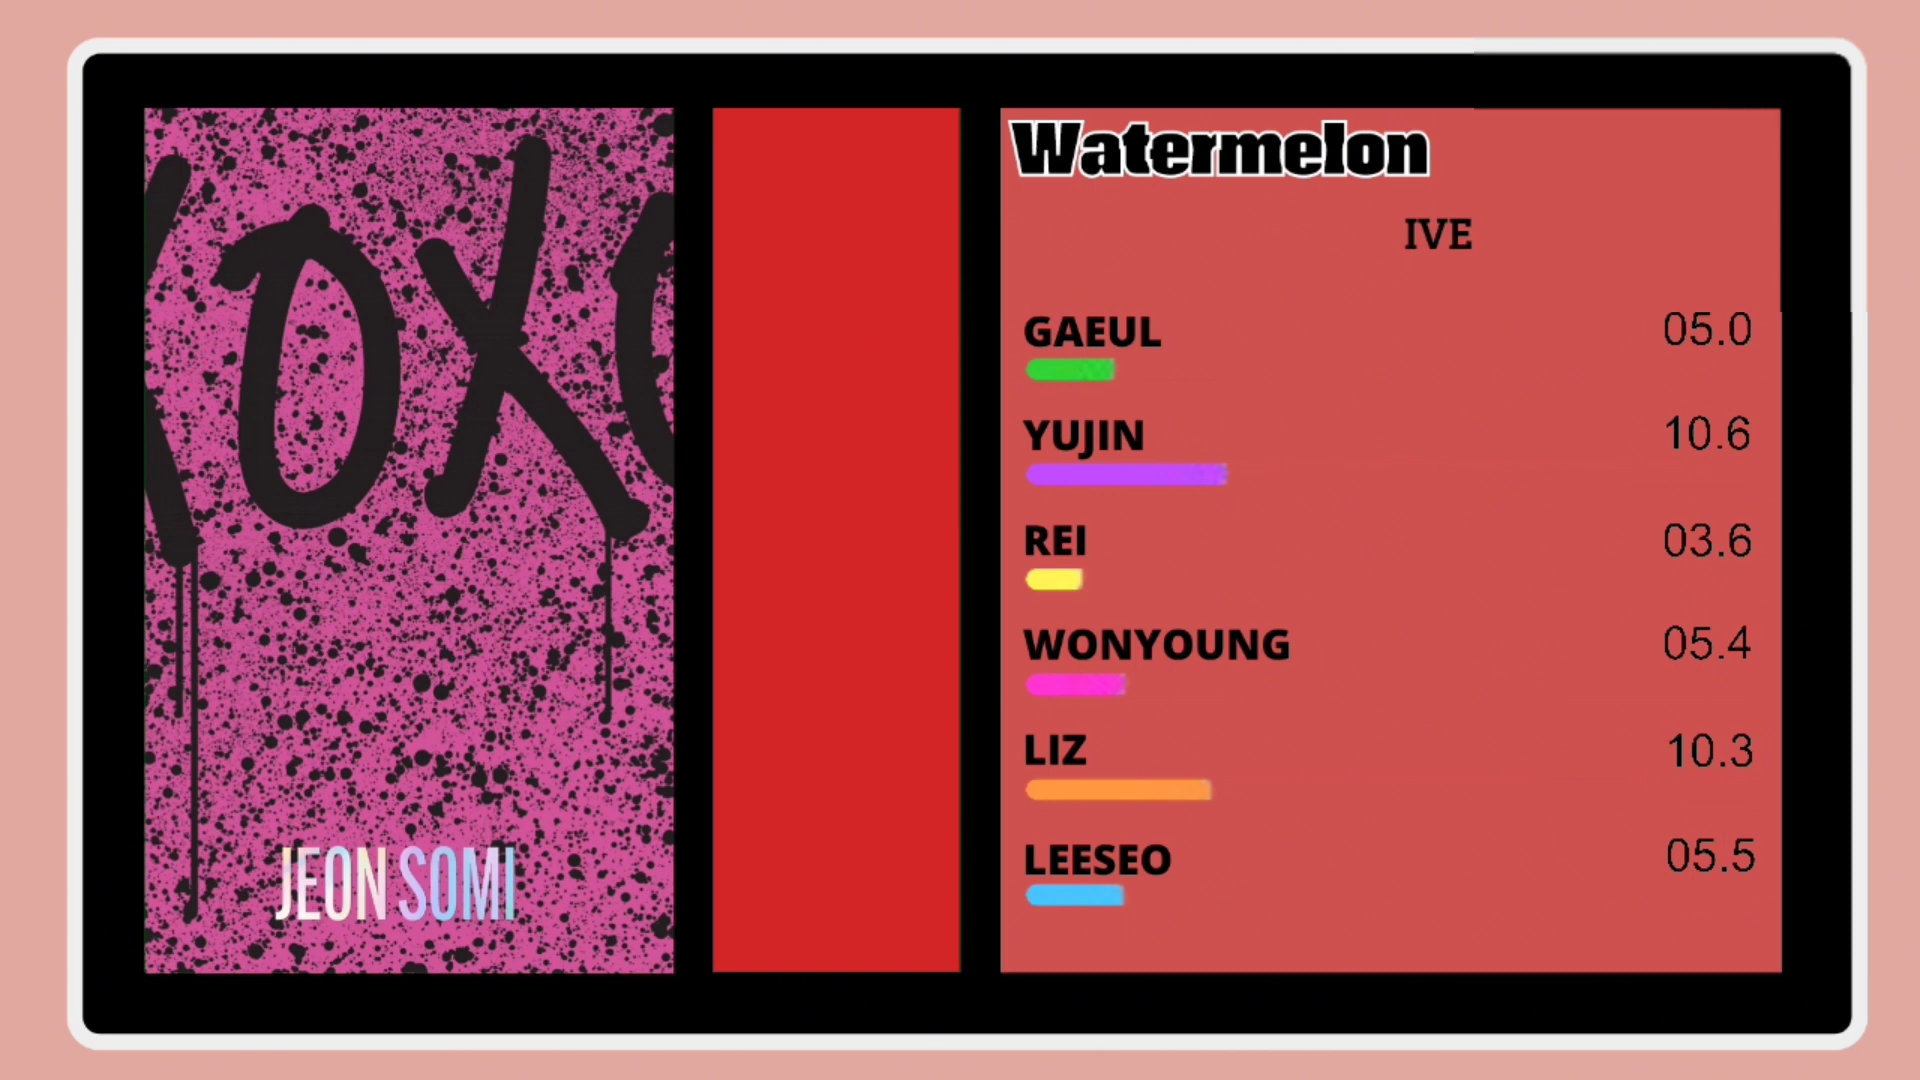 OXO
JEON SOMI
Watermelon
IVE
GAEUL 05.0
YUJIN 10.6
REI 03.6
WONYOUNG 05.4
LIZ 10.3
LEESEO 05.5